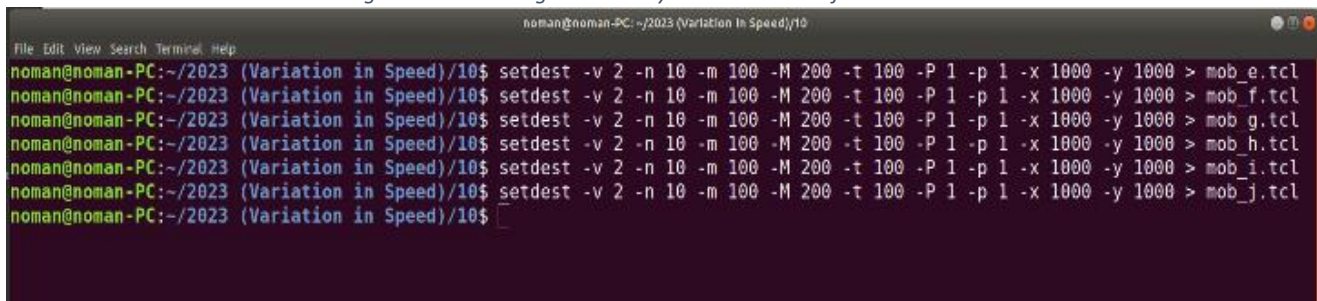 noman@noman-PC: ~/2023 (Variation in Speed)/10
File Edit View Search Terminal Help
noman@noman-PC:~/2023 (Variation in Speed)/10$ setdest -v 2 -n 10 -m 100 -M 200 -t 100 -P 1 -p 1 -x 1000 -y 1000 > mob_e.tcl
noman@noman-PC:~/2023 (Variation in Speed)/10$ setdest -v 2 -n 10 -m 100 -M 200 -t 100 -P 1 -p 1 -x 1000 -y 1000 > mob_f.tcl
noman@noman-PC:~/2023 (Variation in Speed)/10$ setdest -v 2 -n 10 -m 100 -M 200 -t 100 -P 1 -p 1 -x 1000 -y 1000 > mob_g.tcl
noman@noman-PC:~/2023 (Variation in Speed)/10$ setdest -v 2 -n 10 -m 100 -M 200 -t 100 -P 1 -p 1 -x 1000 -y 1000 > mob_h.tcl
noman@noman-PC:~/2023 (Variation in Speed)/10$ setdest -v 2 -n 10 -m 100 -M 200 -t 100 -P 1 -p 1 -x 1000 -y 1000 > mob_i.tcl
noman@noman-PC:~/2023 (Variation in Speed)/10$ setdest -v 2 -n 10 -m 100 -M 200 -t 100 -P 1 -p 1 -x 1000 -y 1000 > mob_j.tcl
noman@noman-PC:~/2023 (Variation in Speed)/10$